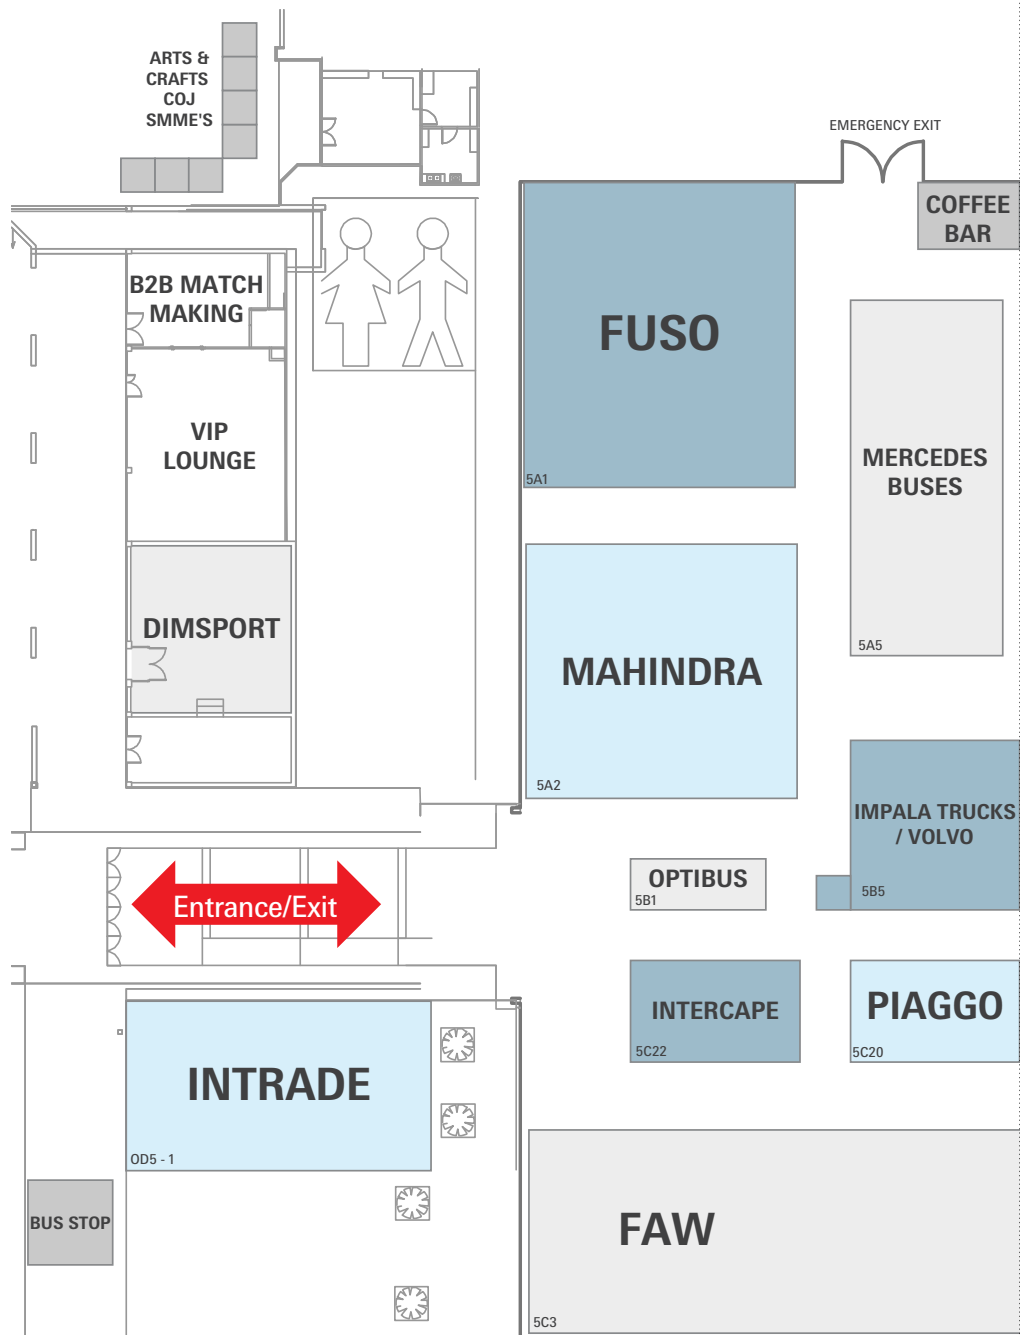 ARTS &
CRAFTS
COJ
SMME'S
EMERGENCY EXIT
COFFEE
BAR
B2B MATCH
MAKING
FUSO
5A1
VIP
LOUNGE
MERCEDES
BUSES
5A5
DIMSPORT
MAHINDRA
5A2
IMPALA TRUCKS
/ VOLVO
5B5
OPTIBUS
5B1
Entrance/Exit
INTERCAPE
5C22
PIAGGO
5C20
INTRADE
OD5 - 1
BUS STOP
FAW
5C3